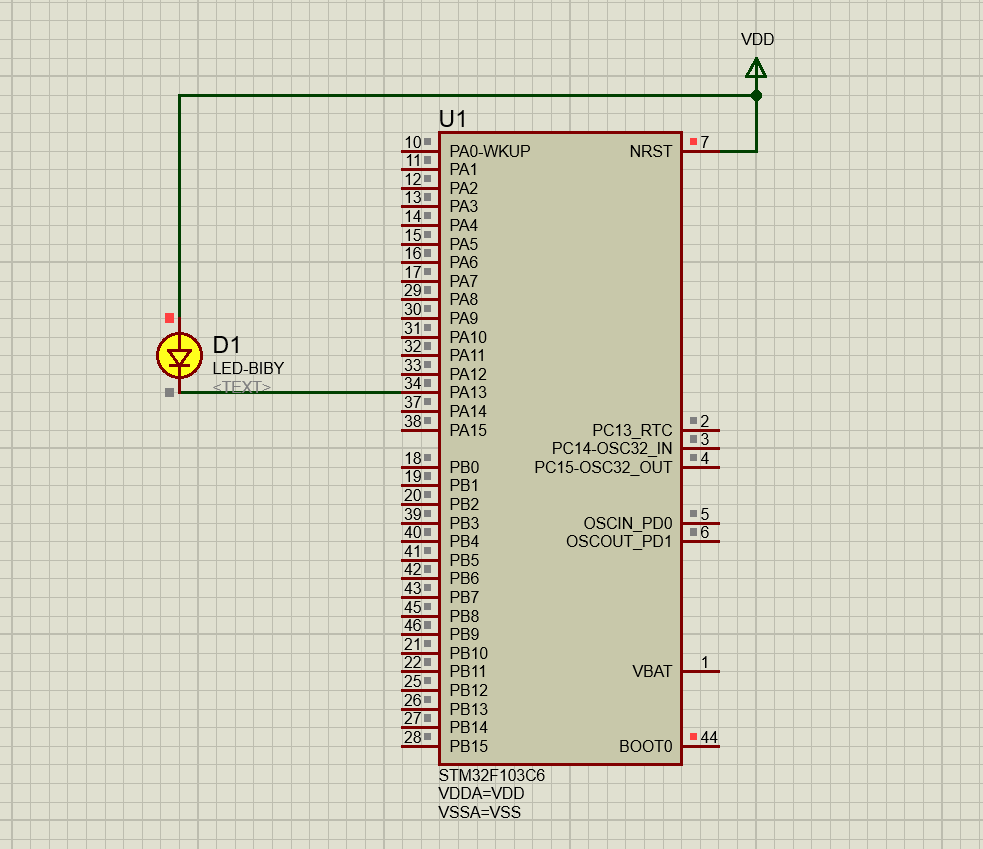 VDD
U1
10 PA0-WKUP NRST 7
11 PA1
12 PA2
13 PA3
14 PA4
15 PA5
16 PA6
17 PA7
29 PA8
30 PA9
31 PA10
32 PA11
33 PA12
34 PA13
37 PA14
38 PA15
D1
LED-BIBY
<TEXT>
PC13_RTC 2
PC14-OSC32_IN 3
PC15-OSC32_OUT 4
18 PB0
19 PB1
20 PB2
39 PB3
40 PB4
41 PB5
42 PB6
43 PB7
45 PB8
46 PB9
21 PB10
22 PB11
25 PB12
26 PB13
27 PB14
28 PB15
OSCIN_PD0 5
OSCOUT_PD1 6
VBAT 1
BOOT0 44
STM32F103C6
VDDA=VDD
VSSA=VSS